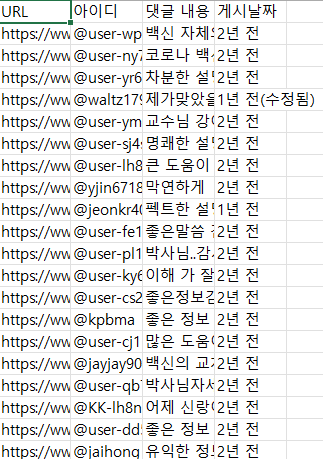 URL 아이디 댓글 내용 게시날짜
https://ww @user-wp 백신 자체 2년 전
https://ww @user-ny7 코로나 백 2년 전
https://ww @user-yr6 차분한 설 2년 전
https://ww @waltz179 제가맞았을 1년 전(수정됨)
https://ww @user-ym 교수님 강 2년 전
https://ww @user-sj4 명쾌한 설 2년 전
https://ww @user-lh8 큰 도움이 2년 전
https://ww @yjin6718 막연하게 2년 전
https://ww @jeonkr40 펙트한 설 1년 전
https://ww @user-fe1 좋은말씀 2년 전
https://ww @user-pl1 박사님..감 2년 전
https://ww @user-ky6 이해 가 잘 2년 전
https://ww @user-cs2 좋은정보 2년 전
https://ww @kpbma 좋은 정보 2년 전
https://ww @user-cj1 많은 도움 2년 전
https://ww @jayjay90 백신의 교 2년 전
https://ww @user-qb 박사님자 2년 전
https://ww @KK-lh8n 어제 신랑 2년 전
https://ww @user-dd 좋은 정보 2년 전
https://ww @jaihong 유익한 정 2년 전